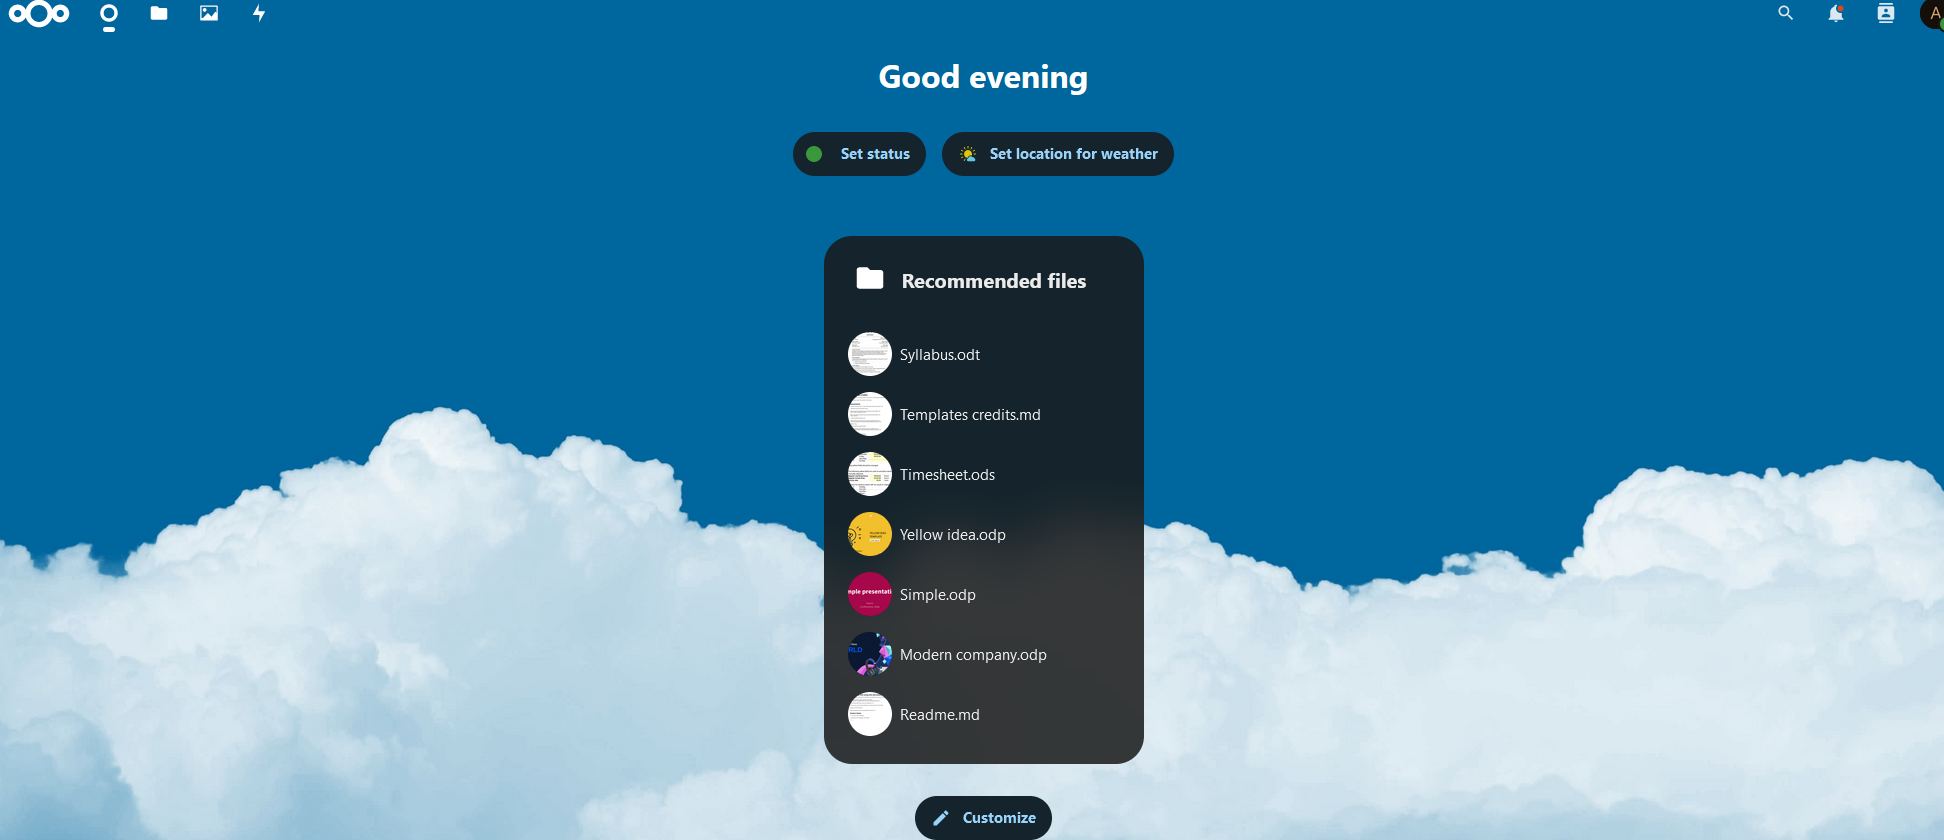 A
Good evening
Set status
Set location for weather
Recommended files
Syllabus.odt
Templates credits.md
Timesheet.ods
Yellow idea.odp
Simple.odp
Modern company.odp
Readme.md
Customize